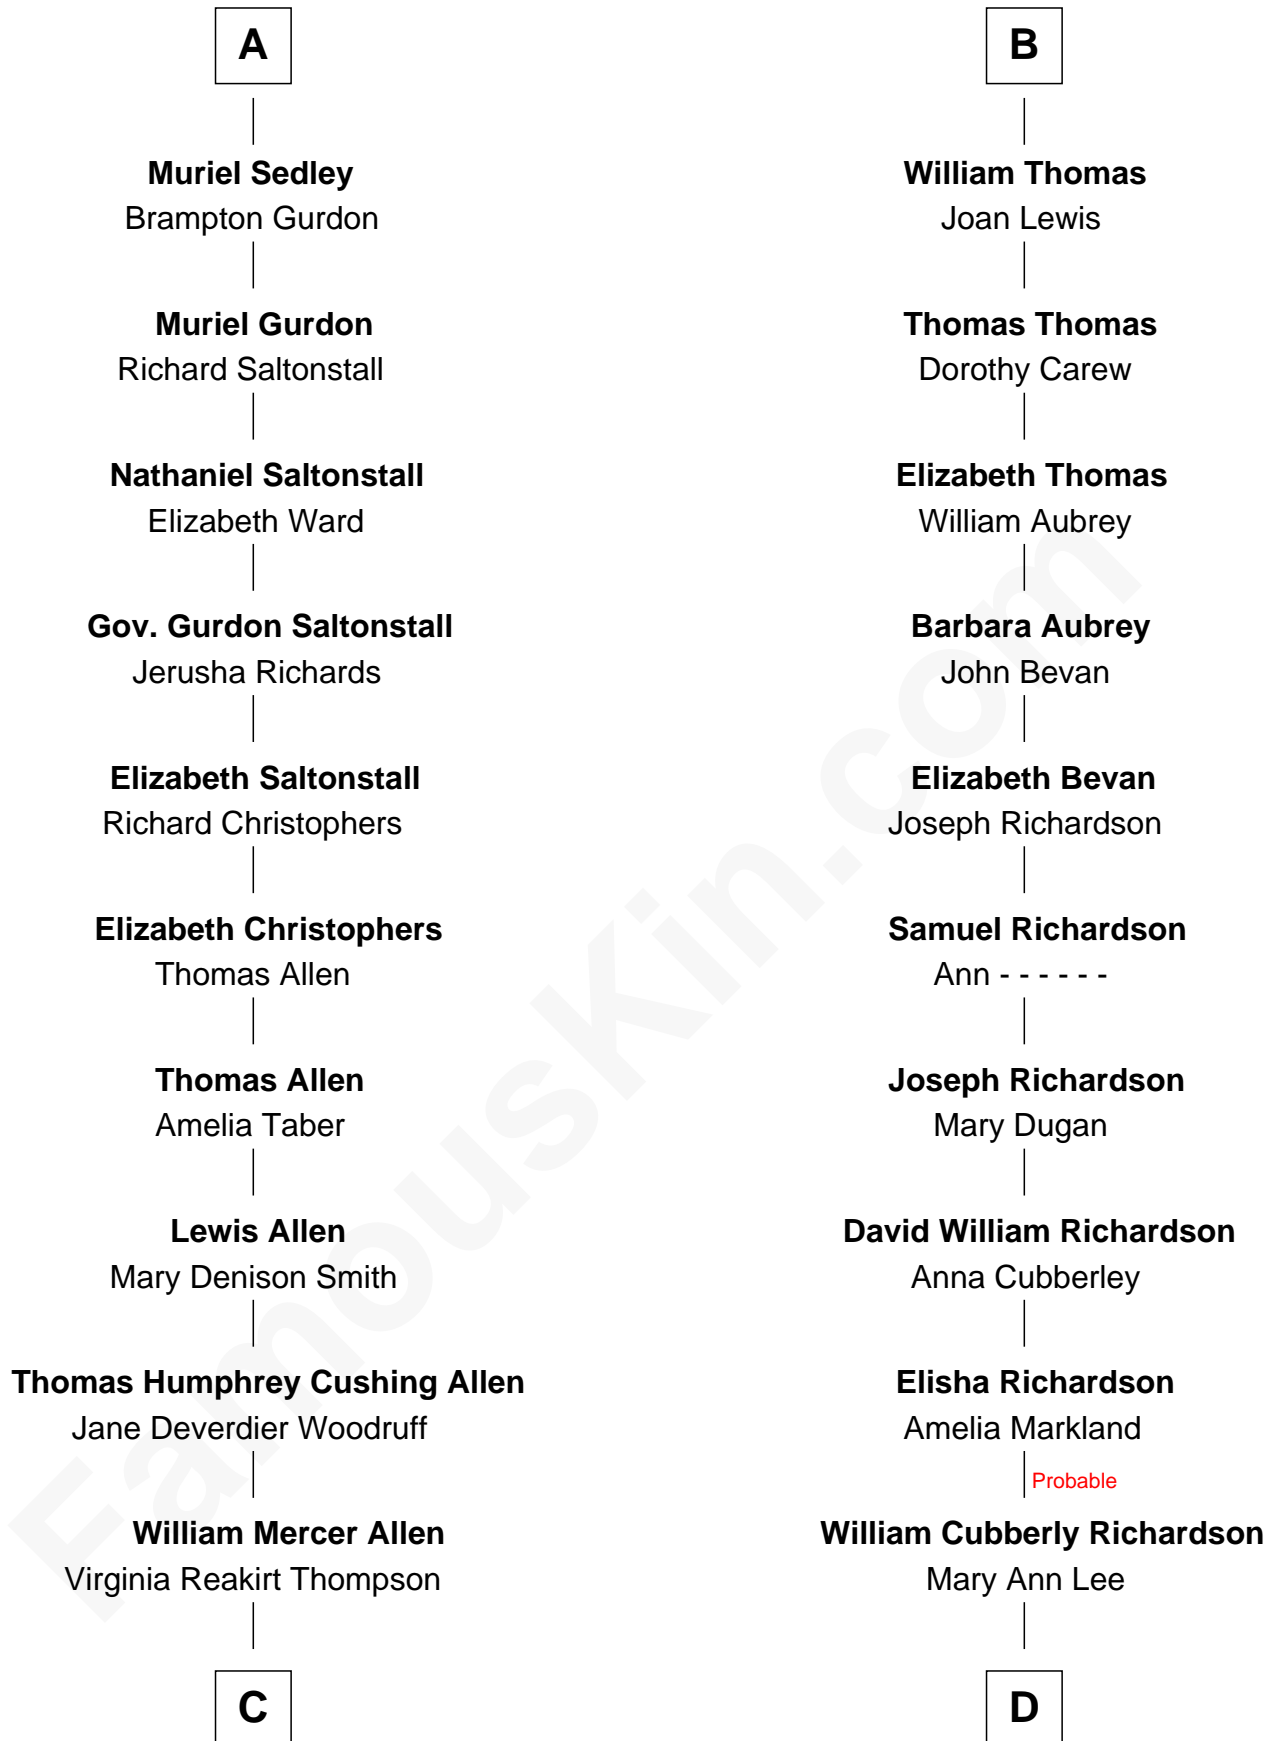 A
Muriel Sedley
Brampton Gurdon
Muriel Gurdon
Richard Saltonstall
Nathaniel Saltonstall
Elizabeth Ward
Gov. Gurdon Saltonstall
Jerusha Richards
Elizabeth Saltonstall
Richard Christophers
Elizabeth Christophers
Thomas Allen
Thomas Allen
Amelia Taber
Lewis Allen
Mary Denison Smith
Thomas Humphrey Cushing Allen
Jane Deverdier Woodruff
William Mercer Allen
Virginia Reakirt Thompson
C
B
William Thomas
Joan Lewis
Thomas Thomas
Dorothy Carew
Elizabeth Thomas
William Aubrey
Barbara Aubrey
John Bevan
Elizabeth Bevan
Joseph Richardson
Samuel Richardson
Ann - - - - - -
Joseph Richardson
Mary Dugan
David William Richardson
Anna Cubberley
Elisha Richardson
Amelia Markland
Probable
William Cubberly Richardson
Mary Ann Lee
D
FamousKin.com